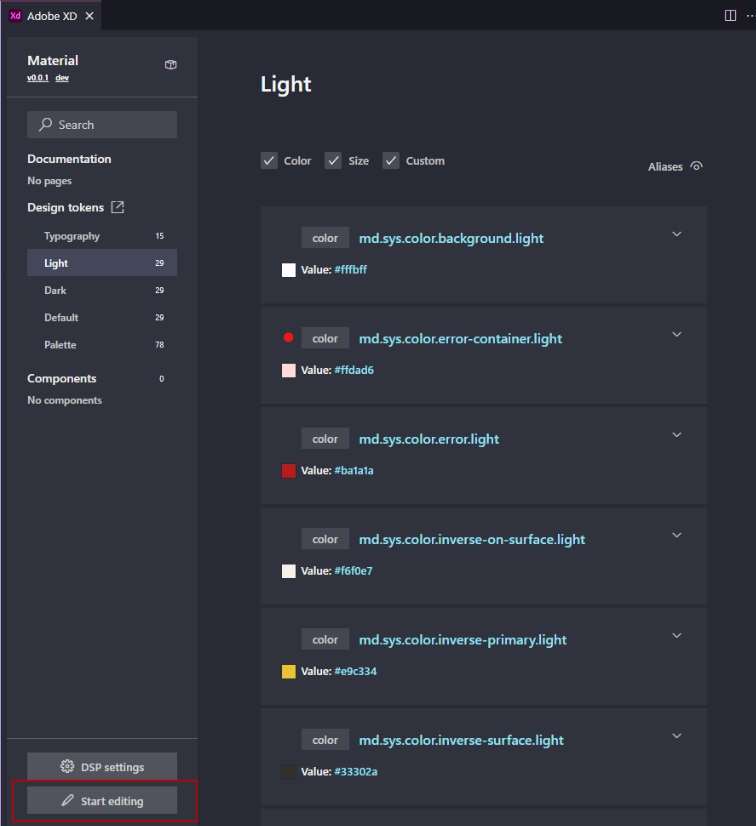 Xd Adobe XD
Material
v0.0.1 dev
Search
Documentation
No pages
Design tokens
Typography 15
Light 29
Dark 29
Default 29
Palette 78
Components 0
No components
DSP settings
Start editing
Light
Color Size Custom
Aliases
color md.sys.color.background.light
Value: #fffbff
color md.sys.color.error-container.light
Value: #ffdad6
color md.sys.color.error.light
Value: #ba1a1a
color md.sys.color.inverse-on-surface.light
Value: #f6f0e7
color md.sys.color.inverse-primary.light
Value: #e9c334
color md.sys.color.inverse-surface.light
Value: #33302a